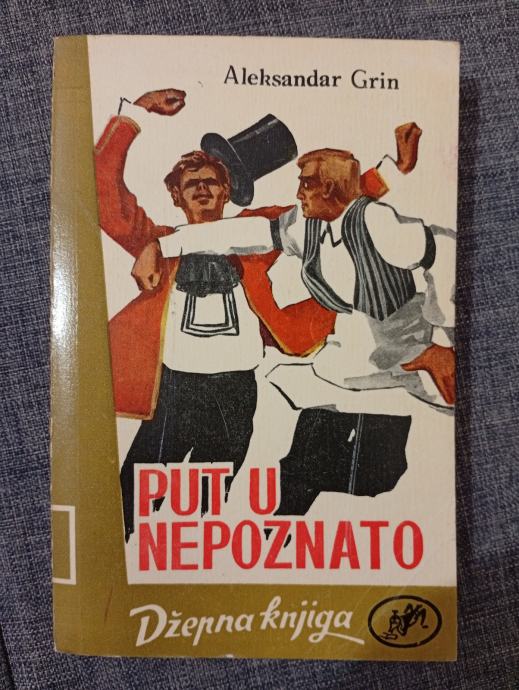 Aleksandar Grin
PUT U
NEPOZNATO
Džepna knjiga